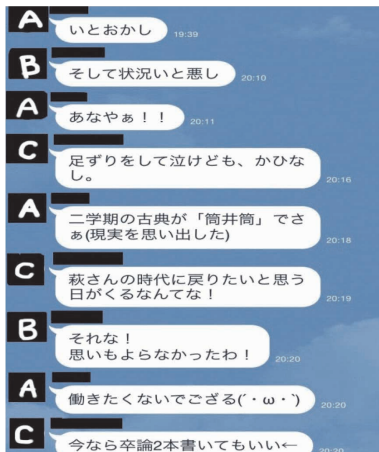 A
いとおかし 19:39
B
そして状況いと悪し 20:10
A
あなやぁ！！ 20:11
C
足ずりをして泣けども、かひな
し。 20:16
A
二学期の古典が「筒井筒」でさ
ぁ(現実を思い出した) 20:18
C
萩さんの時代に戻りたいと思う
日がくるなんてな！ 20:19
B
それな！
思いもよらなかったわ！ 20:20
A
働きたくないでござる(´・ω・`) 20:20
C
今なら卒論2本書いてもいい← 20:20